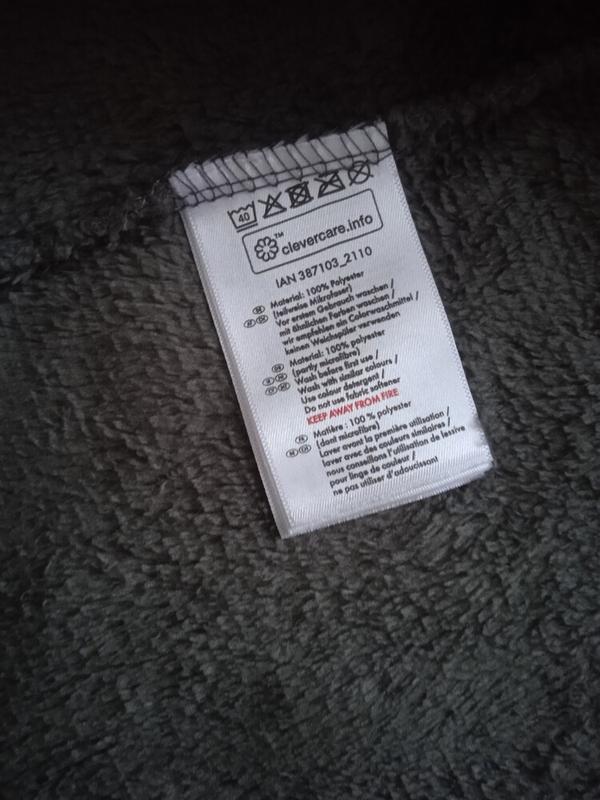 40
clevercare.info
IAN 387103_2110
Material: 100% Polyester
(teilweise Mikrofaser)
Vor erstem Gebrauch waschen /
mit ähnlichen Farben waschen /
wir empfehlen ein Colorwaschmittel /
keinen Weichspüler verwenden
Material: 100% polyester
(partly microfibre)
Wash before first use /
Wash with similar colours /
Use colour detergent /
Do not use fabric softener
KEEP AWAY FROM FIRE
Matière : 100 % polyester
(dont microfibre)
Laver avant la première utilisation /
laver avec des couleurs similaires /
nous conseillons l'utilisation de lessive
pour linge de couleur /
ne pas utiliser d'adoucissant